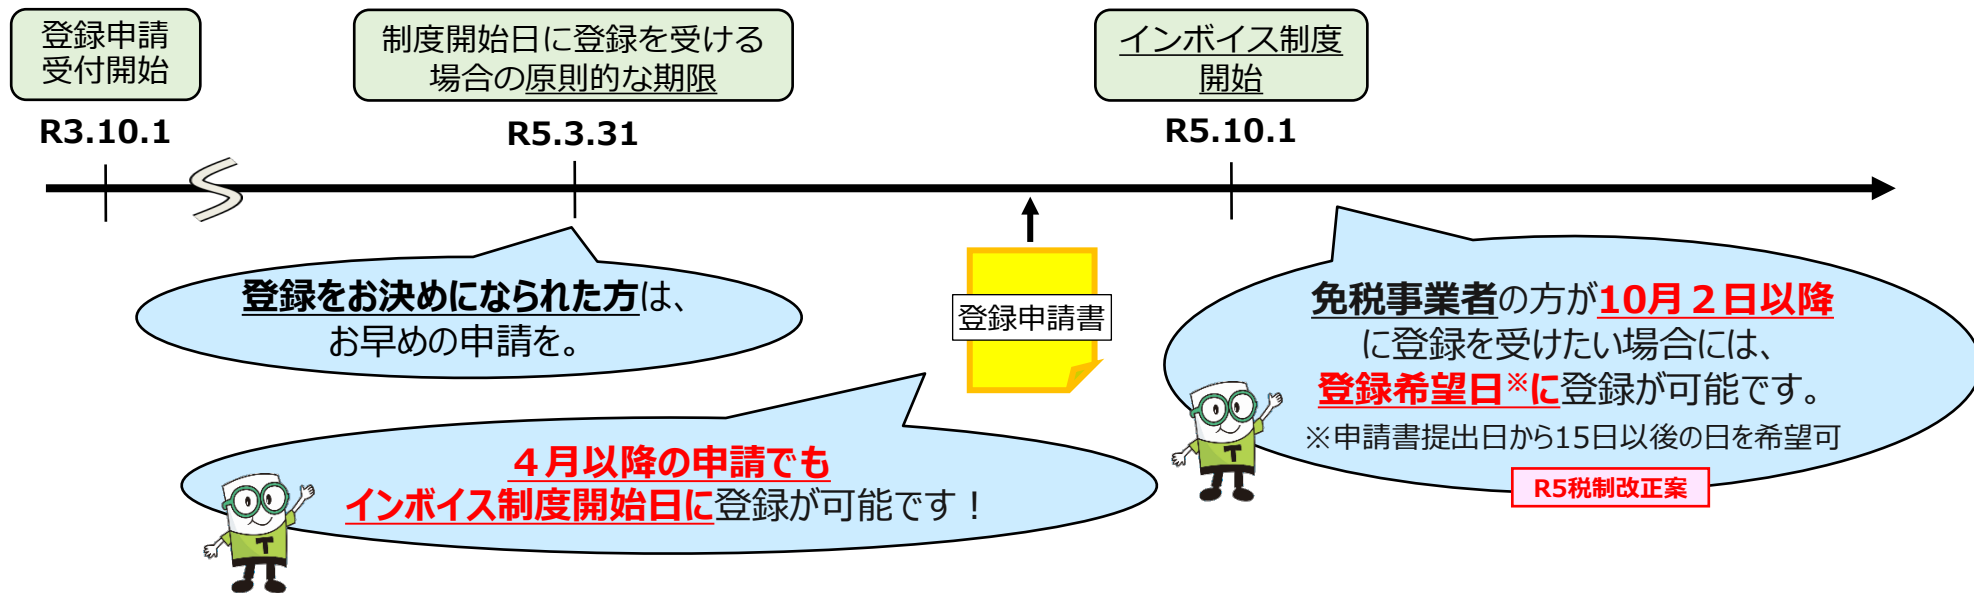 登録申請
受付開始
制度開始日に登録を受ける
場合の原則的な期限
インボイス制度
開始
R3.10.1
R5.3.31
R5.10.1
登録をお決めになられた方は、
お早めの申請を。
登録申請書
免税事業者の方が10月２日以降
に登録を受けたい場合には、
登録希望日※に登録が可能です。
※申請書提出日から15日以後の日を希望可
R5税制改正案
４月以降の申請でも
インボイス制度開始日に登録が可能です！
T
T